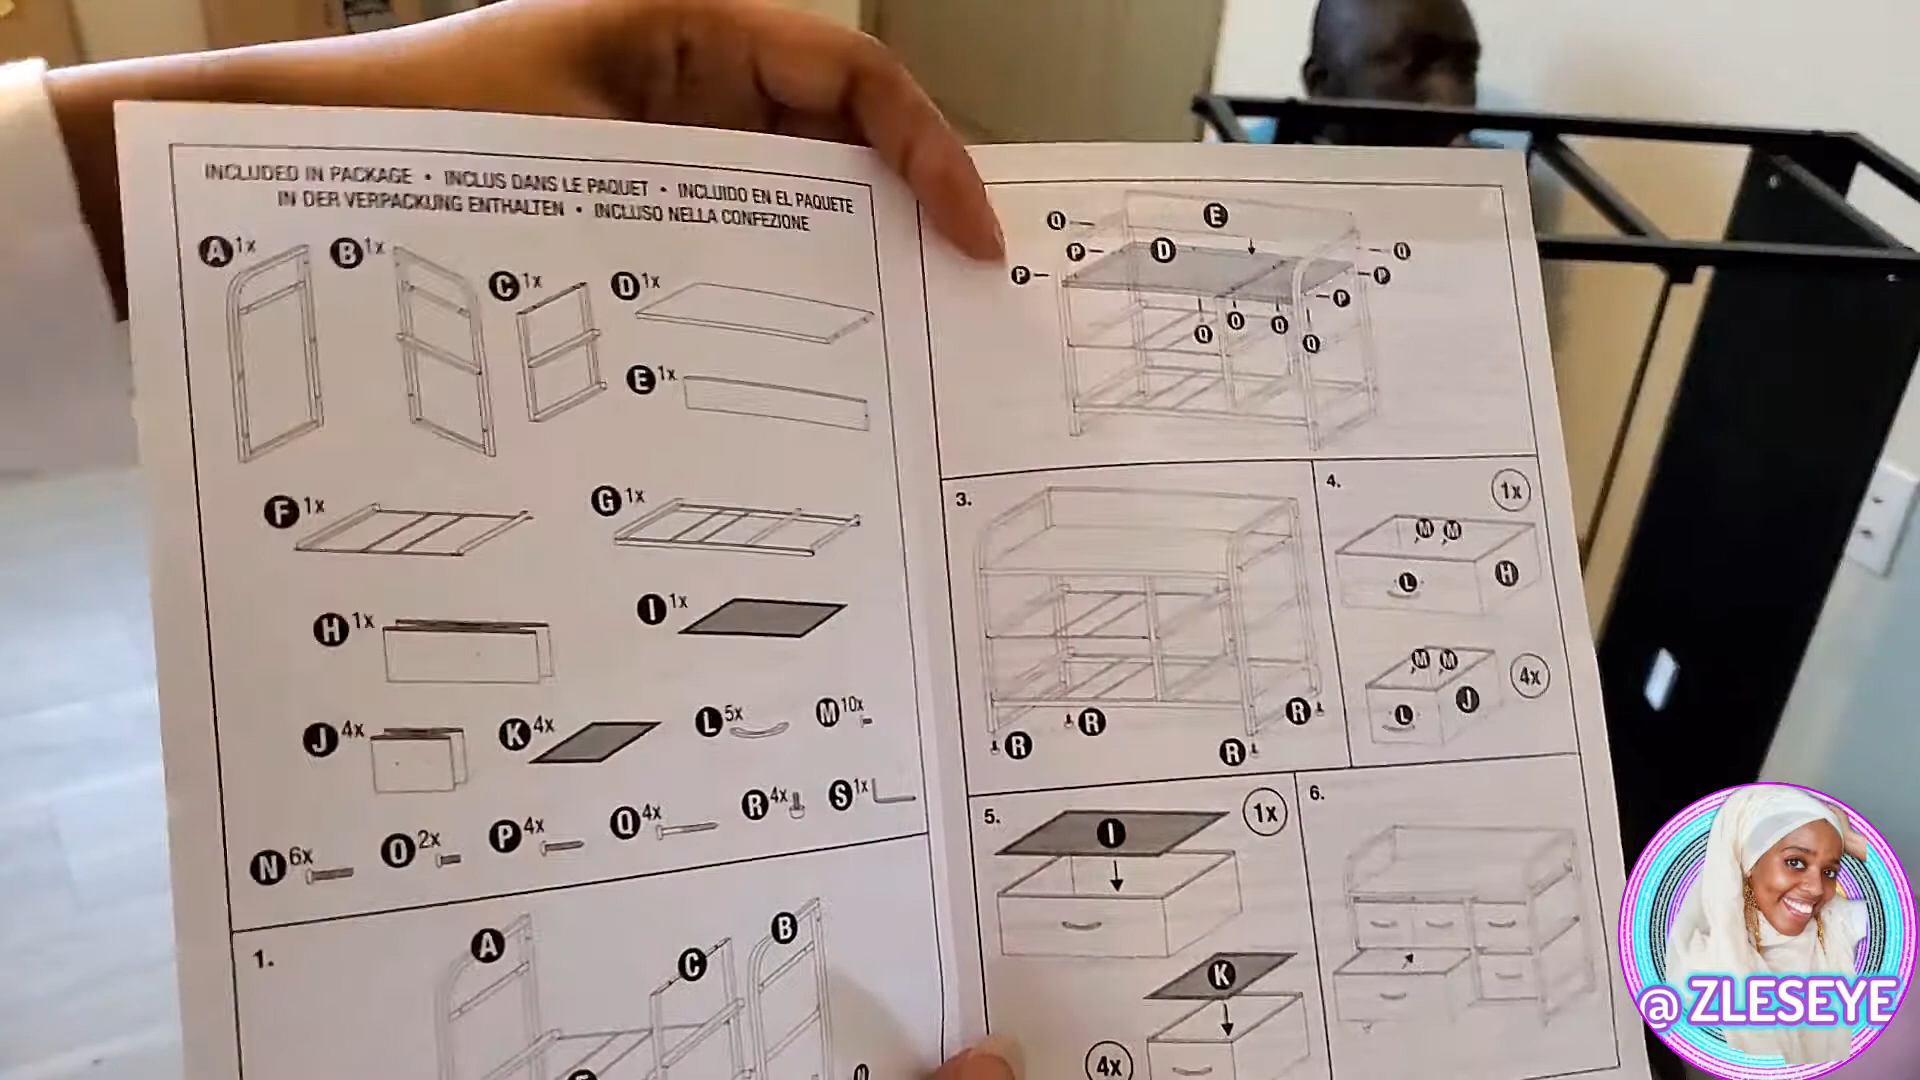 INCLUDED IN PACKAGE • INCLUS DANS LE PAQUET • INCLUIDO EN EL PAQUETE
IN DER VERPACKUNG ENTHALTEN • INCLUSO NELLA CONFEZIONE
A 1x
B 1x
C 1x
D 1x
E 1x
F 1x
G 1x
H 1x
I 1x
J 4x
K 4x
L 5x
M 10x
N 6x
O 2x
P 4x
Q 4x
R 4x
S 1x
1.
A
C
B
Q
E
P
D
Q
P
P
P
Q
O
O
Q
3.
R
R
R
R
4.
1x
M M
L
H
M M
L
J
4x
5.
1x
I
K
4x
6.
@ZLESEYE